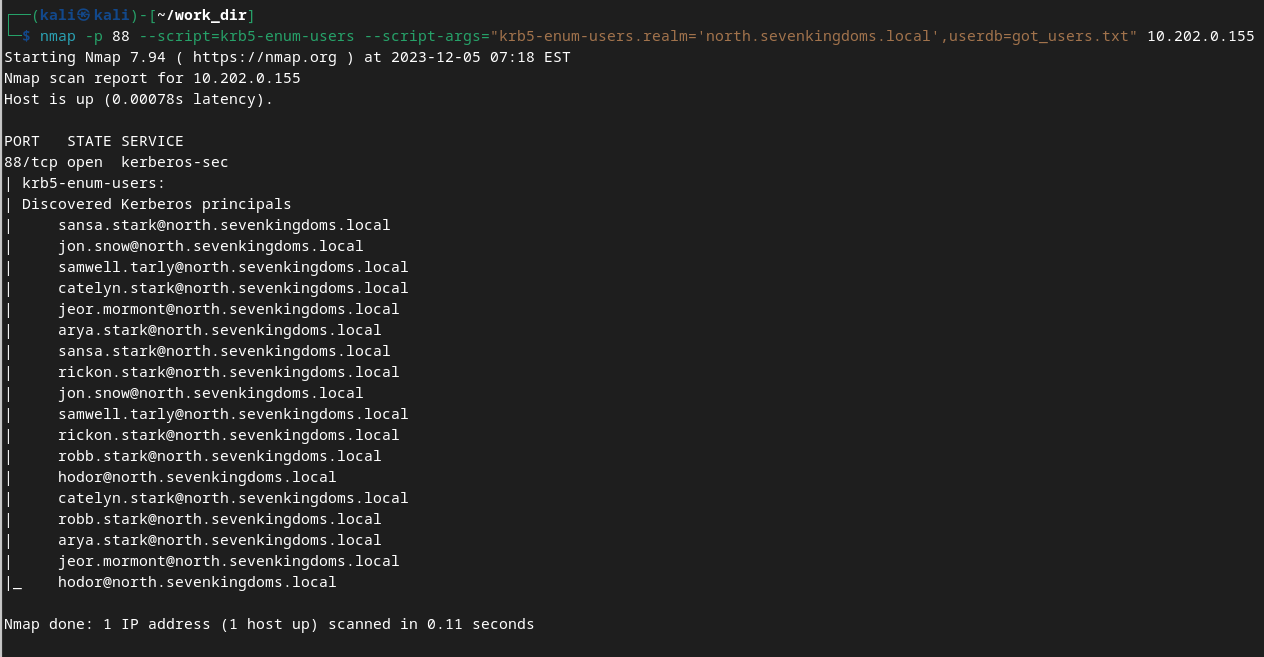 ┌──(kali㉿kali)-[~/work_dir]
└─$ nmap -p 88 --script=krb5-enum-users --script-args="krb5-enum-users.realm='north.sevenkingdoms.local',userdb=got_users.txt" 10.202.0.155
Starting Nmap 7.94 ( https://nmap.org ) at 2023-12-05 07:18 EST
Nmap scan report for 10.202.0.155
Host is up (0.00078s latency).

PORT   STATE SERVICE
88/tcp open  kerberos-sec
| krb5-enum-users:
| Discovered Kerberos principals
|     sansa.stark@north.sevenkingdoms.local
|     jon.snow@north.sevenkingdoms.local
|     samwell.tarly@north.sevenkingdoms.local
|     catelyn.stark@north.sevenkingdoms.local
|     jeor.mormont@north.sevenkingdoms.local
|     arya.stark@north.sevenkingdoms.local
|     sansa.stark@north.sevenkingdoms.local
|     rickon.stark@north.sevenkingdoms.local
|     jon.snow@north.sevenkingdoms.local
|     samwell.tarly@north.sevenkingdoms.local
|     rickon.stark@north.sevenkingdoms.local
|     robb.stark@north.sevenkingdoms.local
|     hodor@north.sevenkingdoms.local
|     catelyn.stark@north.sevenkingdoms.local
|     robb.stark@north.sevenkingdoms.local
|     arya.stark@north.sevenkingdoms.local
|     jeor.mormont@north.sevenkingdoms.local
|_    hodor@north.sevenkingdoms.local

Nmap done: 1 IP address (1 host up) scanned in 0.11 seconds